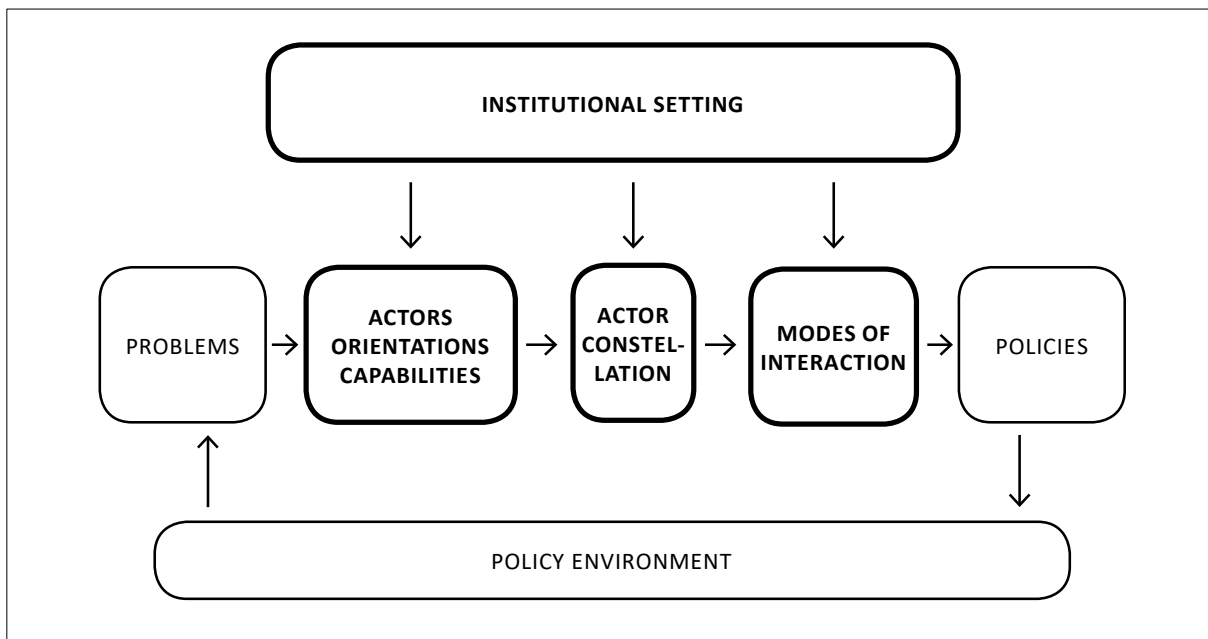 INSTITUTIONAL SETTING
PROBLEMS
ACTORS
ORIENTATIONS
CAPABILITIES
ACTOR
CONSTEL-
LATION
MODES OF
INTERACTION
POLICIES
POLICY ENVIRONMENT